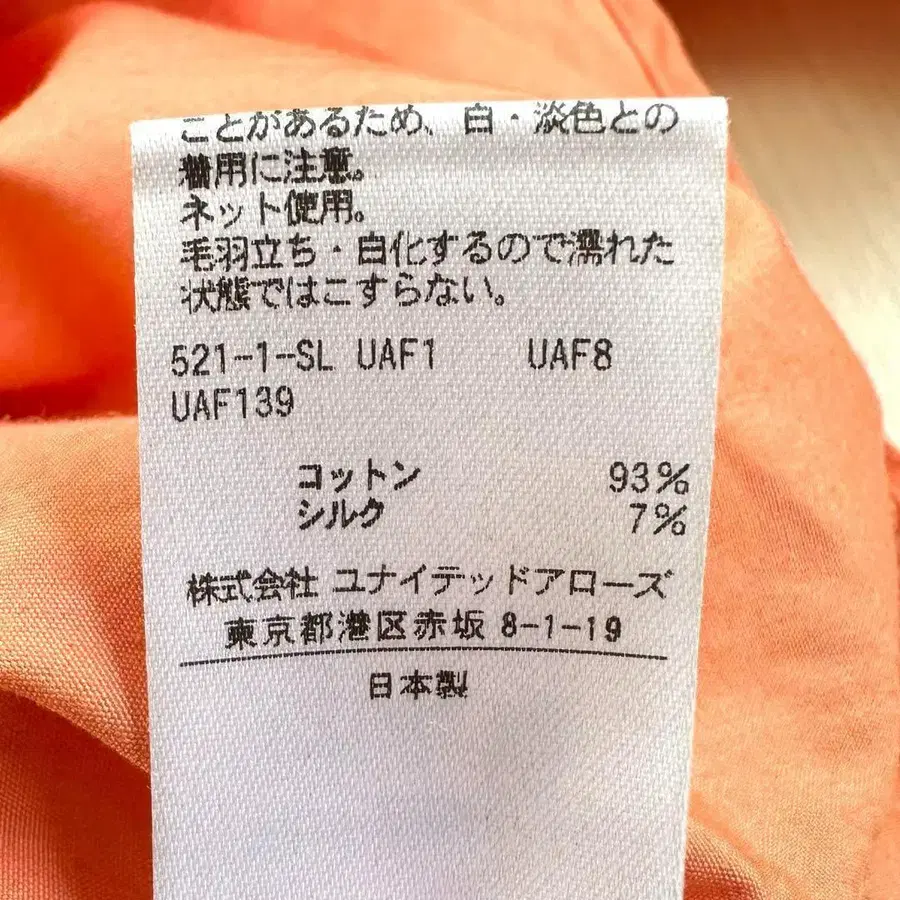 ことがあるため、白・淡色との
着用に注意。
ネット使用。
毛羽立ち・白化するので濡れた
状態ではこすらない。
521-1-SL UAF1 UAF8
UAF139
コットン 93%
シルク 7%
株式会社 ユナイテッドアローズ
東京都港区赤坂 8-1-19
日本製